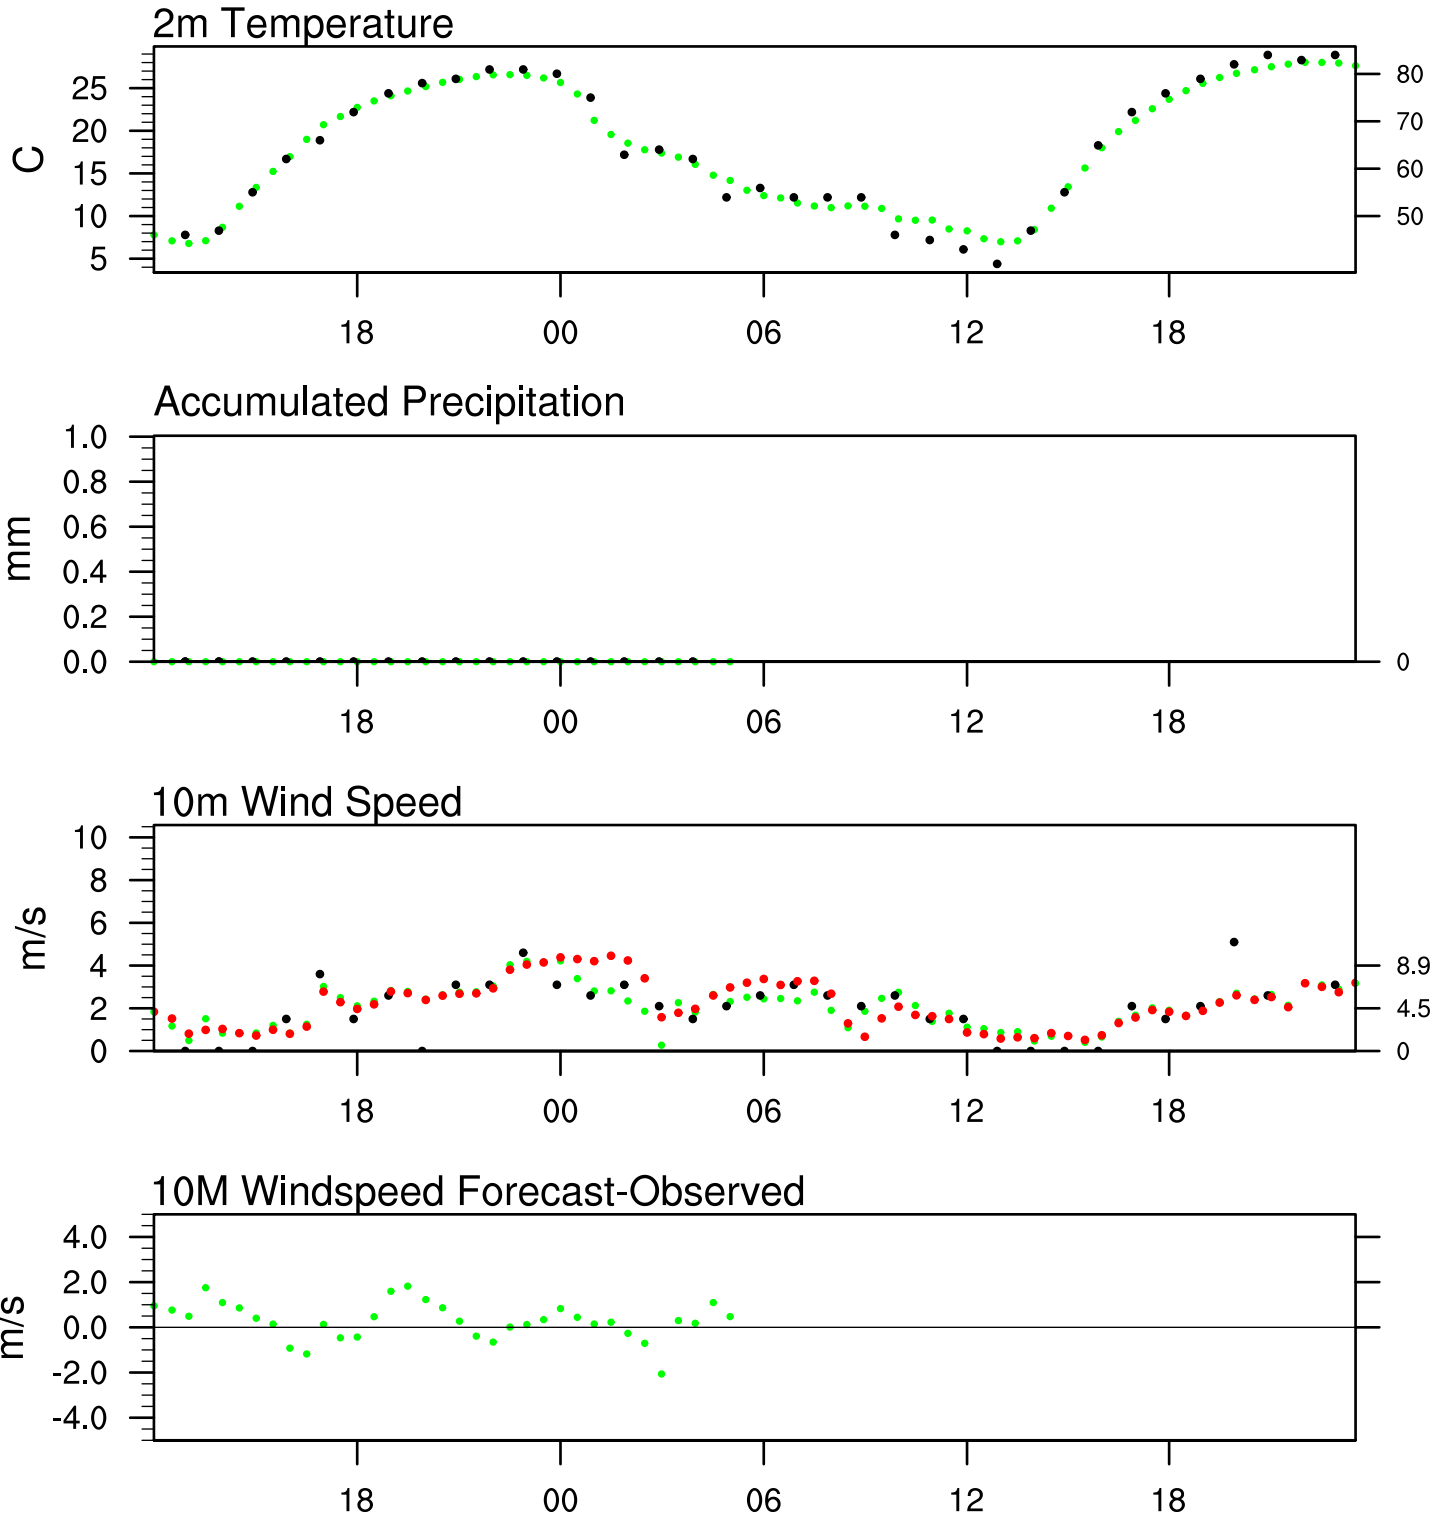 2m Temperature
25
20
15
10
5
C
80
70
60
50
18 00 06 12 18
Accumulated Precipitation
1.0
0.8
0.6
0.4
0.2
0.0
mm
0
18 00 06 12 18
10m Wind Speed
10
8
6
4
2
0
m/s
8.9
4.5
0
18 00 06 12 18
10M Windspeed Forecast-Observed
4.0
2.0
0.0
-2.0
-4.0
m/s
18 00 06 12 18